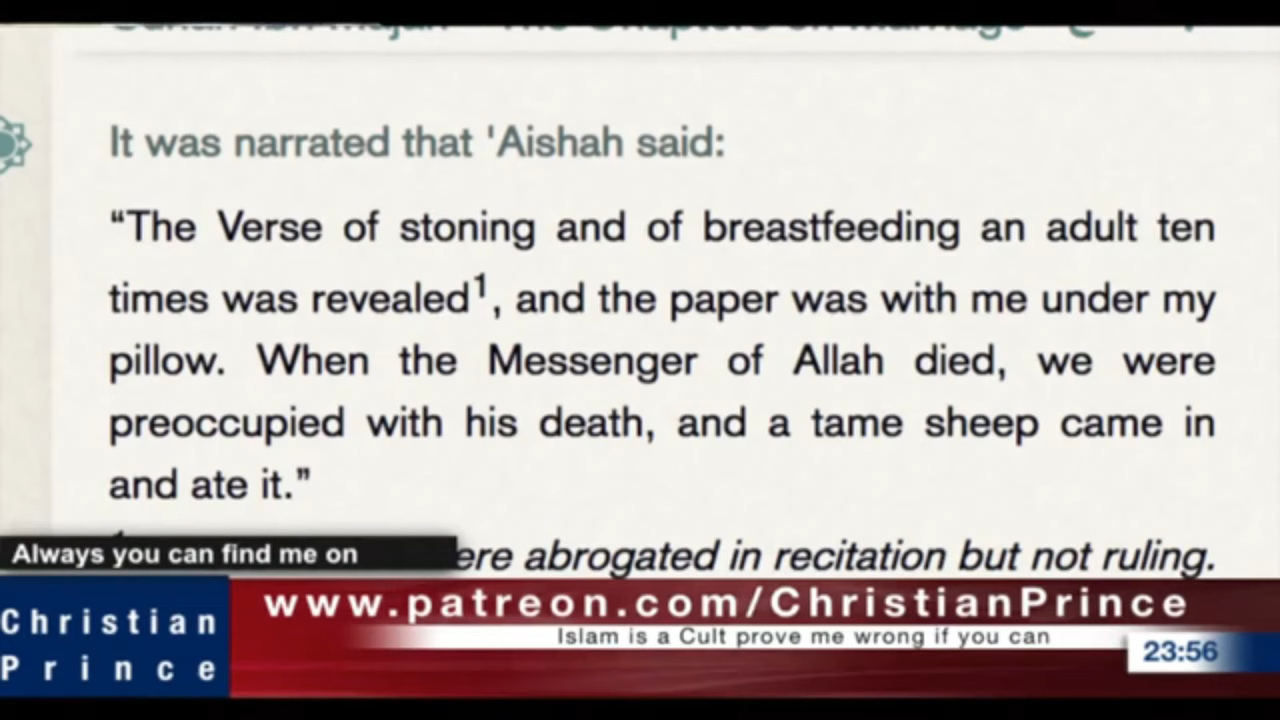 It was narrated that 'Aishah said:
“The Verse of stoning and of breastfeeding an adult ten
times was revealed¹, and the paper was with me under my
pillow. When the Messenger of Allah died, we were
preoccupied with his death, and a tame sheep came in
and ate it.”
abrogated in recitation but not ruling.
Always you can find me on
Christian
Prince
www.patreon.com/ChristianPrince
Islam is a Cult prove me wrong if you can
23:56